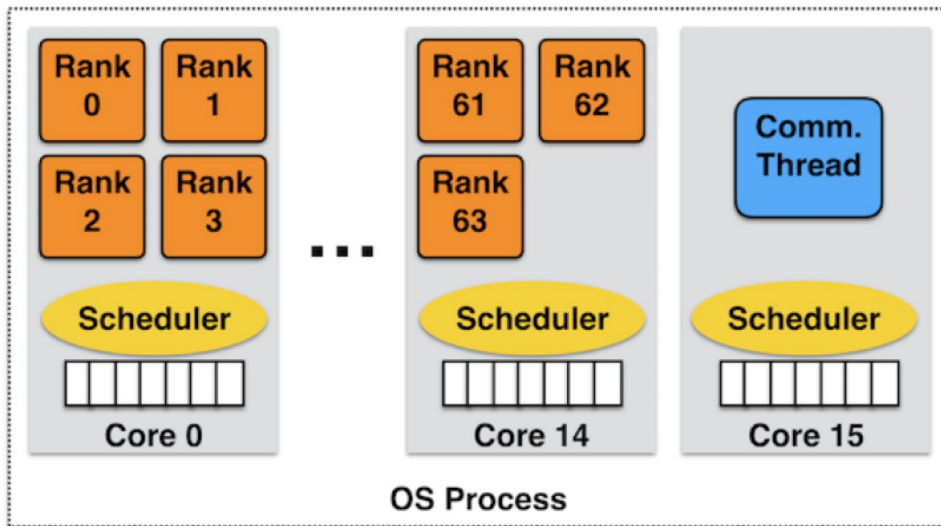 Rank
0
Rank
1
Rank
2
Rank
3
Scheduler
Core 0
...
Rank
61
Rank
62
Rank
63
Scheduler
Core 14
Comm.
Thread
Scheduler
Core 15
OS Process